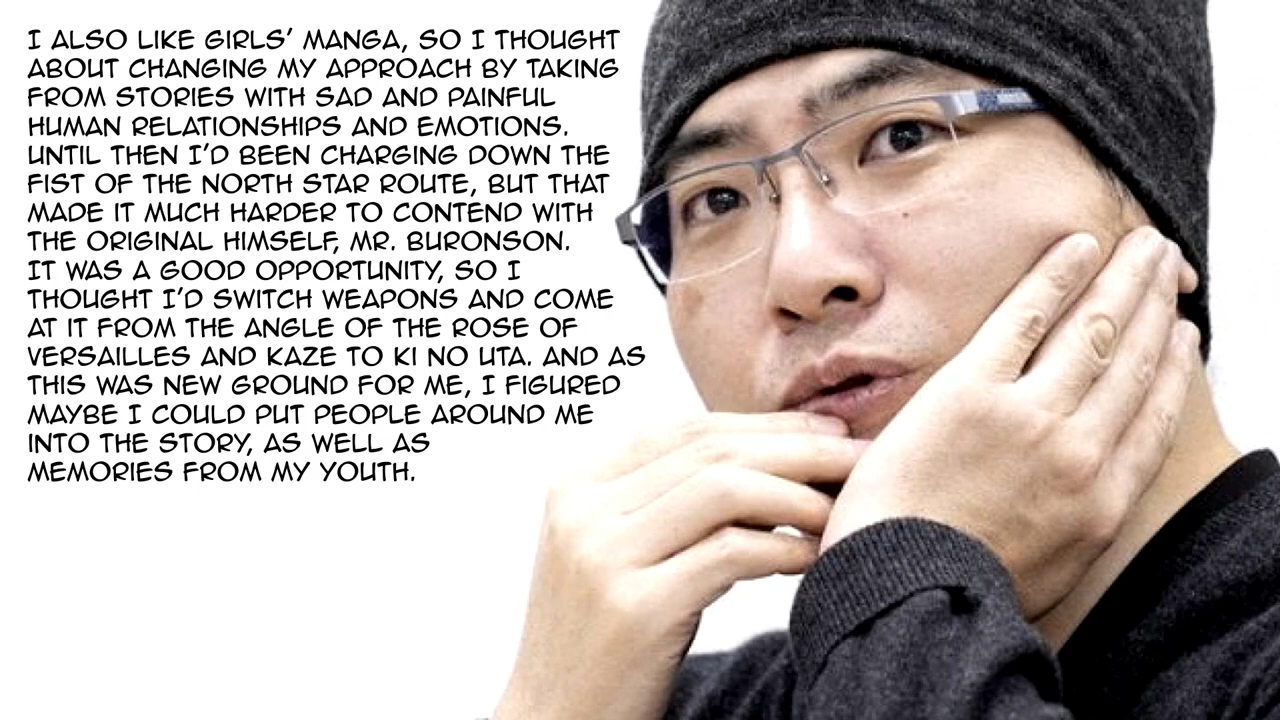 I ALSO LIKE GIRLS' MANGA, SO I THOUGHT
ABOUT CHANGING MY APPROACH BY TAKING
FROM STORIES WITH SAD AND PAINFUL
HUMAN RELATIONSHIPS AND EMOTIONS.
UNTIL THEN I'D BEEN CHARGING DOWN THE
FIST OF THE NORTH STAR ROUTE, BUT THAT
MADE IT MUCH HARDER TO CONTEND WITH
THE ORIGINAL HIMSELF, MR. BURONSON.
IT WAS A GOOD OPPORTUNITY, SO I
THOUGHT I'D SWITCH WEAPONS AND COME
AT IT FROM THE ANGLE OF THE ROSE OF
VERSAILLES AND KAZE TO KI NO UTA. AND AS
THIS WAS NEW GROUND FOR ME, I FIGURED
MAYBE I COULD PUT PEOPLE AROUND ME
INTO THE STORY, AS WELL AS
MEMORIES FROM MY YOUTH.